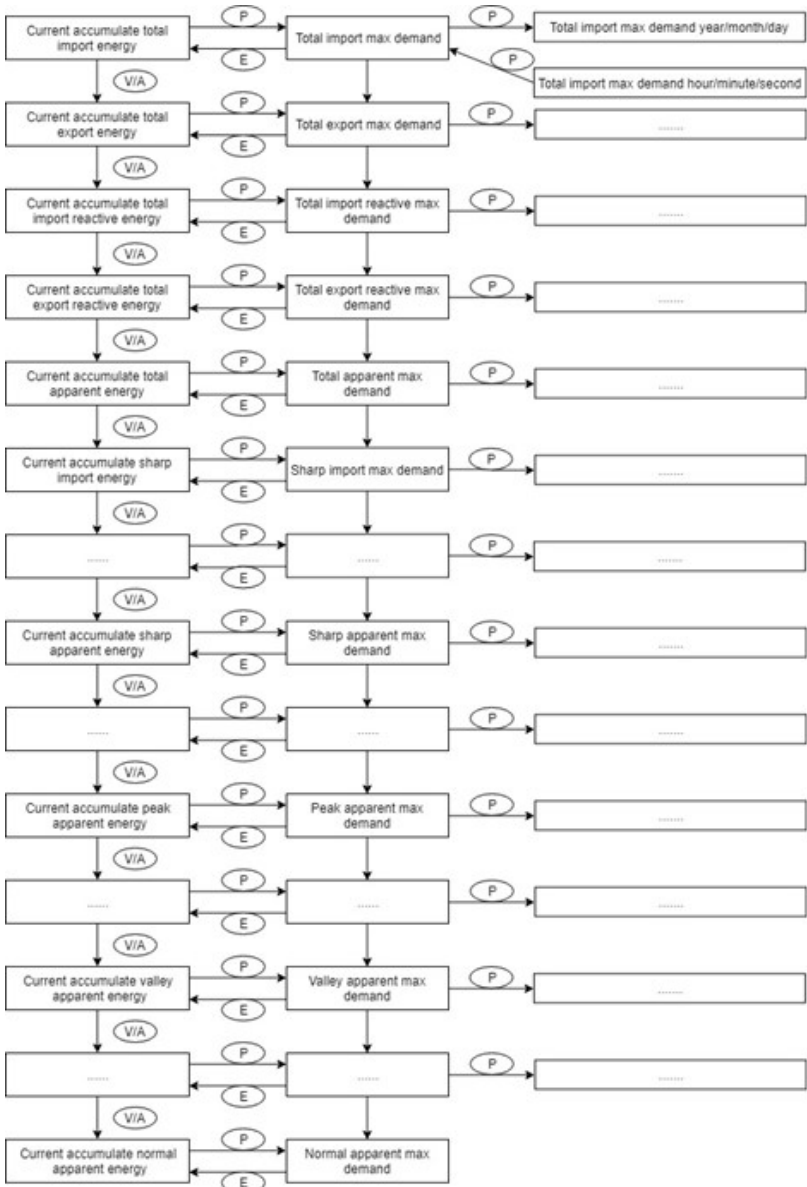 Current accumulate total
import energy
P
E
Total import max demand
P
Total import max demand year/month/day
P
Total import max demand hour/minute/second
V/A
Current accumulate total
export energy
P
E
Total export max demand
P
.......
V/A
Current accumulate total
import reactive energy
P
E
Total import reactive max
demand
P
.......
V/A
Current accumulate total
export reactive energy
P
E
Total export reactive max
demand
P
.......
V/A
Current accumulate total
apparent energy
P
E
Total apparent max
demand
P
.......
V/A
Current accumulate sharp
import energy
P
E
Sharp import max demand
P
.......
V/A
......
P
E
......
P
.......
V/A
Current accumulate sharp
apparent energy
P
E
Sharp apparent max
demand
P
.......
V/A
......
P
E
......
P
.......
V/A
Current accumulate peak
apparent energy
P
E
Peak apparent max
demand
P
.......
V/A
......
P
E
......
P
.......
V/A
Current accumulate valley
apparent energy
P
E
Valley apparent max
demand
P
.......
V/A
......
P
E
......
P
.......
V/A
Current accumulate normal
apparent energy
P
E
Normal apparent max
demand